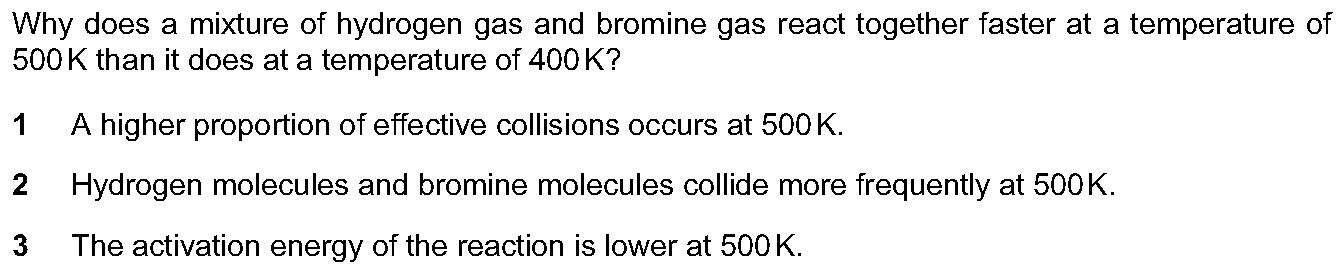 Why does a mixture of hydrogen gas and bromine gas react together faster at a temperature of
500 K than it does at a temperature of 400 K?
1 A higher proportion of effective collisions occurs at 500 K.
2 Hydrogen molecules and bromine molecules collide more frequently at 500 K.
3 The activation energy of the reaction is lower at 500 K.